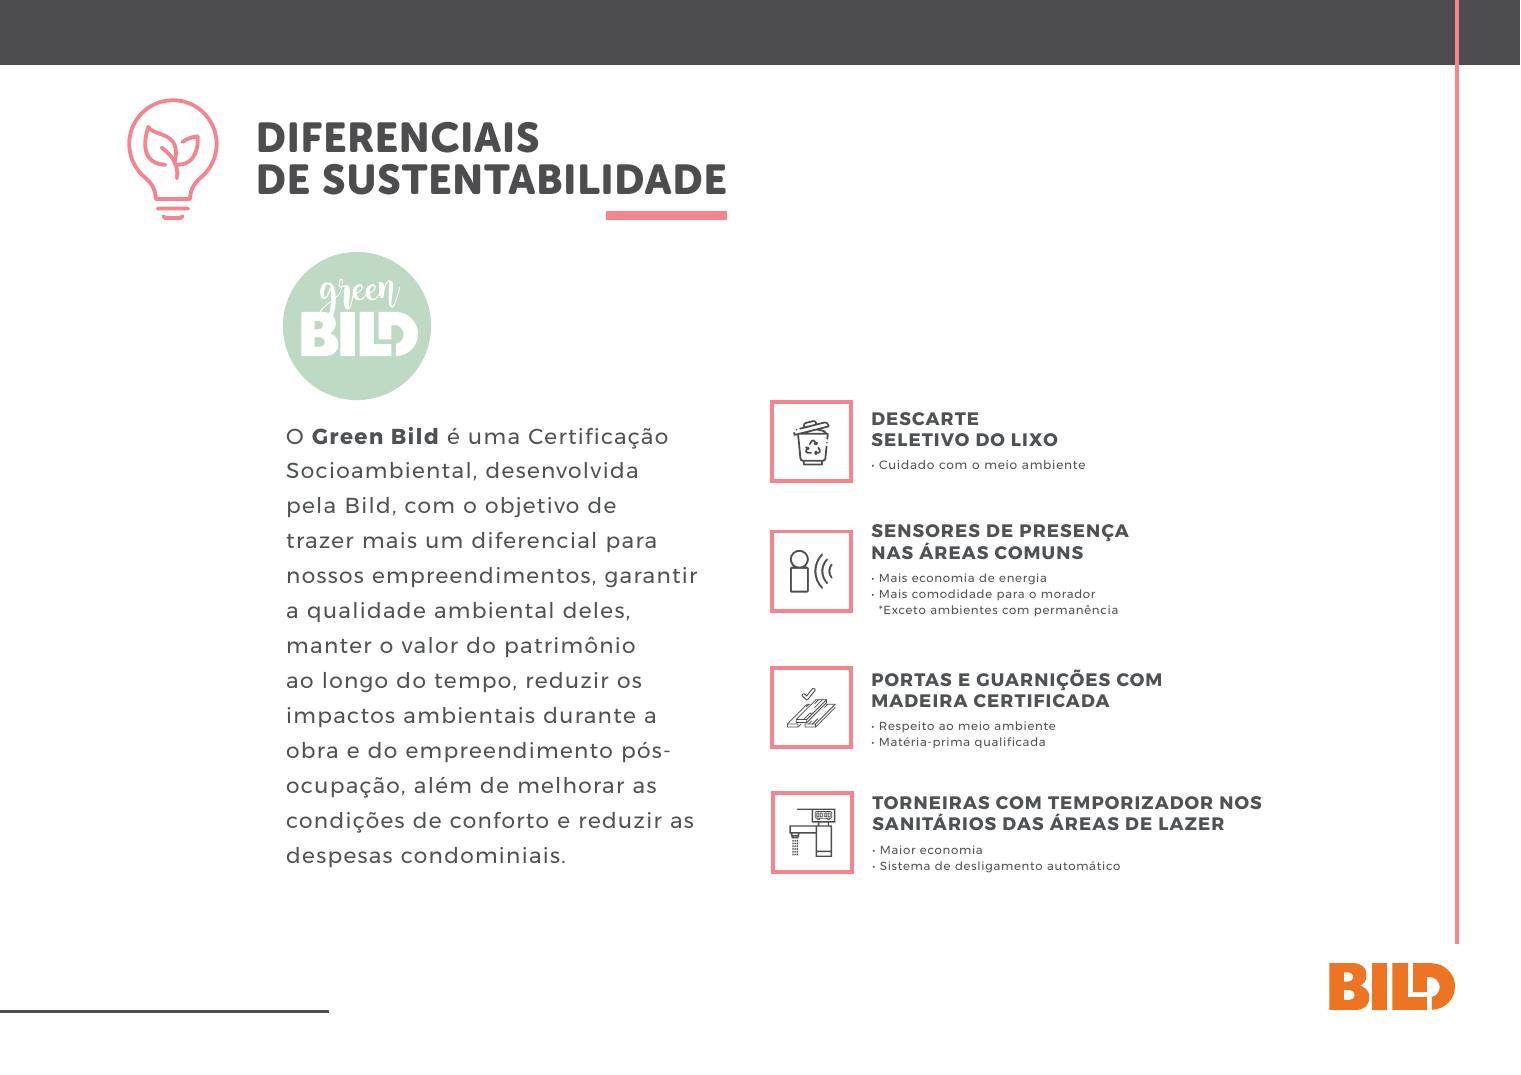 DIFERENCIAIS
DE SUSTENTABILIDADE
green
BILD
O Green Bild é uma Certificação
Socioambiental, desenvolvida
pela Bild, com o objetivo de
trazer mais um diferencial para
nossos empreendimentos, garantir
a qualidade ambiental deles,
manter o valor do patrimônio
ao longo do tempo, reduzir os
impactos ambientais durante a
obra e do empreendimento pós-
ocupação, além de melhorar as
condições de conforto e reduzir as
despesas condominiais.
DESCARTE
SELETIVO DO LIXO
• Cuidado com o meio ambiente
SENSORES DE PRESENÇA
NAS ÁREAS COMUNS
• Mais economia de energia
• Mais comodidade para o morador
*Exceto ambientes com permanência
PORTAS E GUARNIÇÕES COM
MADEIRA CERTIFICADA
• Respeito ao meio ambiente
• Matéria-prima qualificada
TORNEIRAS COM TEMPORIZADOR NOS
SANITÁRIOS DAS ÁREAS DE LAZER
• Maior economia
• Sistema de desligamento automático
BILD